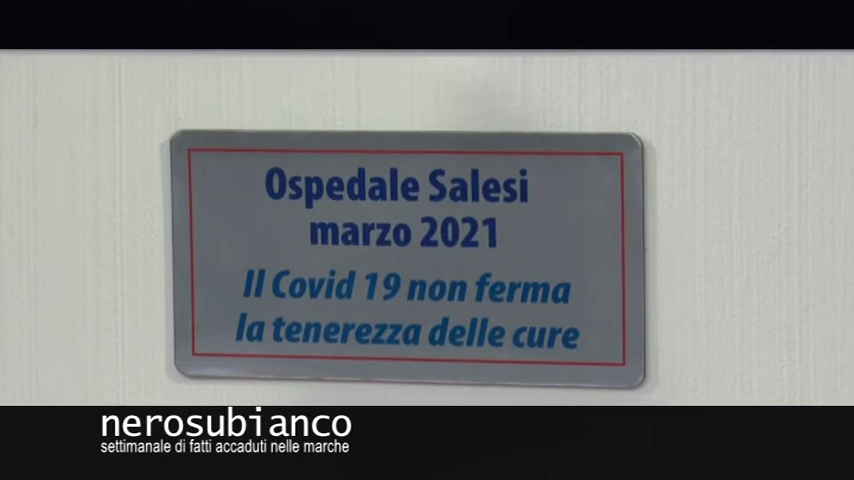 Ospedale Salesi
marzo 2021
Il Covid 19 non ferma
la tenerezza delle cure
nerosubianco
settimanale di fatti accaduti nelle marche